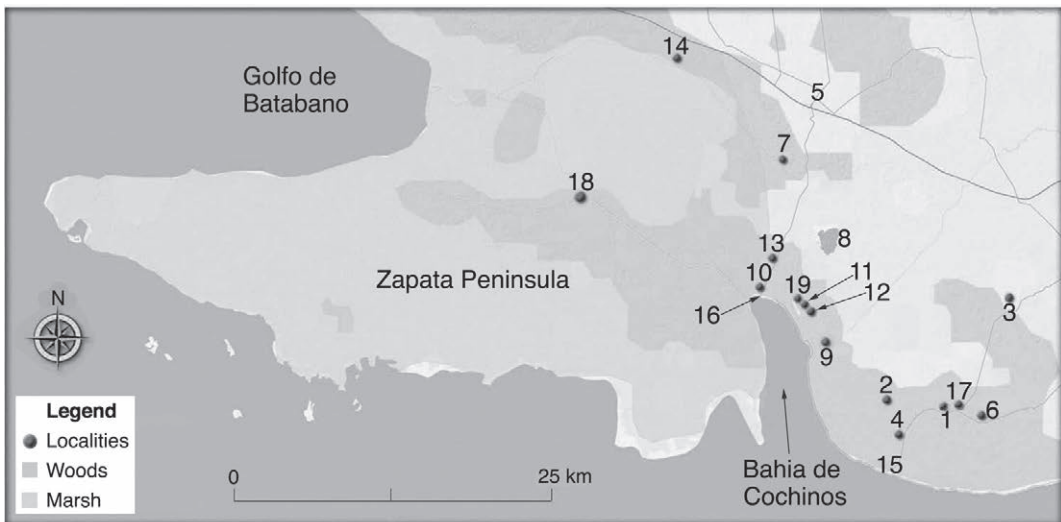 Golfo de
Batabano
14
5
7
18
8
13
Zapata Peninsula
10
19
11
12
16
3
9
N
2
17
1
6
4
15
Bahia de
Cochinos
Legend
Localities
Woods
Marsh
0
25 km